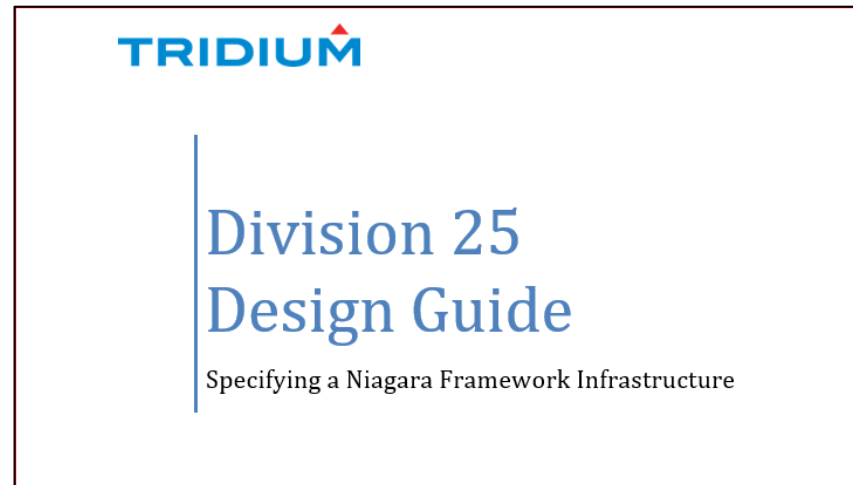 TRIDIUM
Division 25
Design Guide
Specifying a Niagara Framework Infrastructure